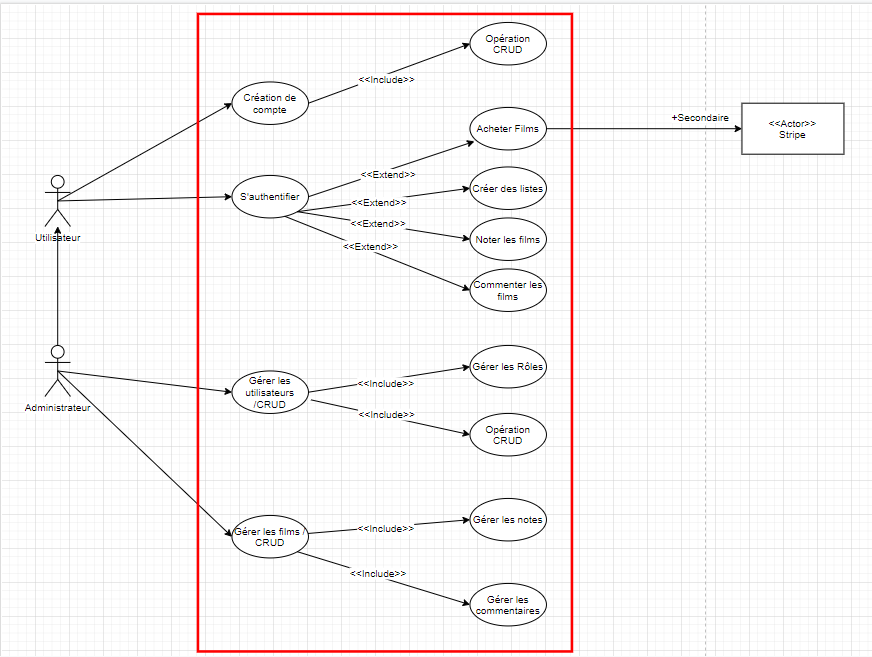 Opération
CRUD
<<Include>>
Création de
compte
Acheter Films
+Secondaire
<<Actor>>
Stripe
<<Extend>>
S'authentifier
Créer des listes
<<Extend>>
<<Extend>>
Noter les films
<<Extend>>
Utilisateur
Commenter les
films
Gérer les Rôles
<<Include>>
Gérer les
utilisateurs
/CRUD
Administrateur
<<Include>>
Opération
CRUD
Gérer les notes
<<Include>>
Gérer les films /
CRUD
<<Include>>
Gérer les
commentaires